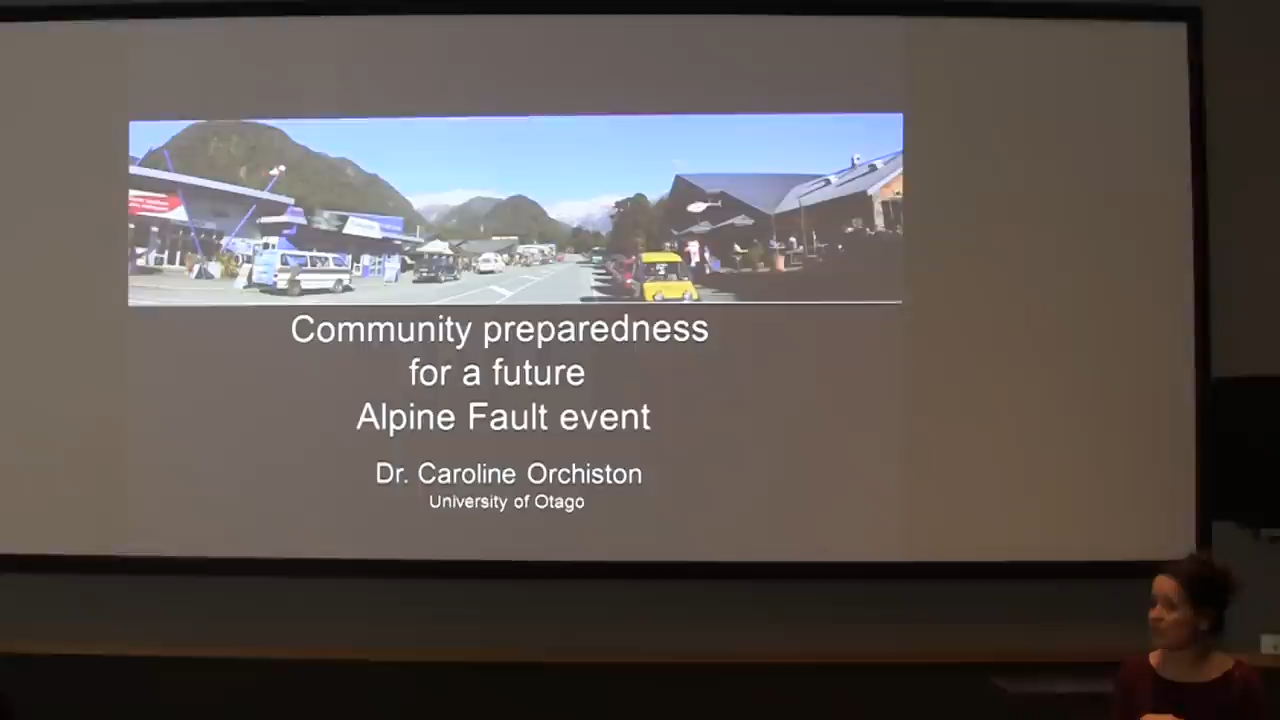 Community preparedness
for a future
Alpine Fault event
Dr. Caroline Orchiston
University of Otago